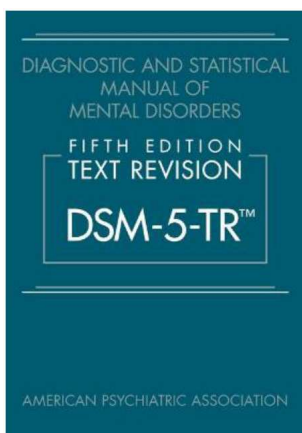 DIAGNOSTIC AND STATISTICAL
MANUAL OF
MENTAL DISORDERS
FIFTH EDITION
TEXT REVISION
DSM-5-TR™
AMERICAN PSYCHIATRIC ASSOCIATION